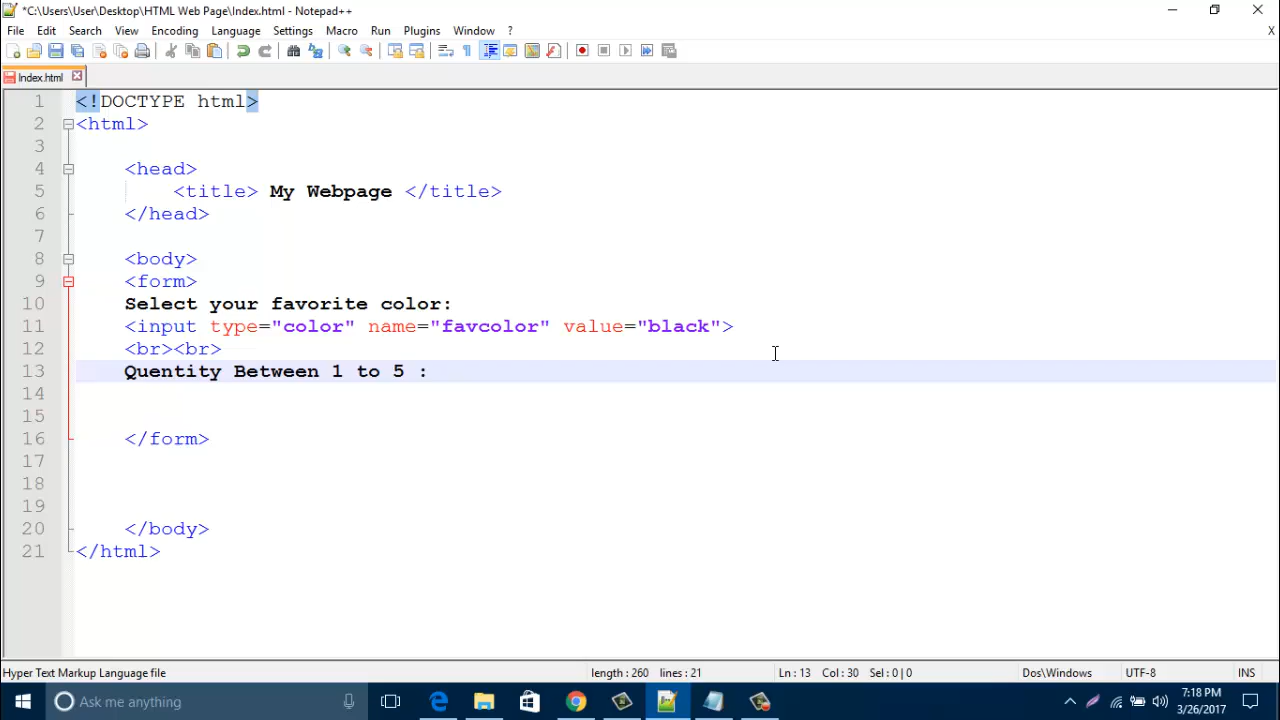 *C:\Users\User\Desktop\HTML Web Page\Index.html - Notepad++
File Edit Search View Encoding Language Settings Macro Run Plugins Window ? X
Index.html
1 <!DOCTYPE html>
2 <html>
3
4 <head>
5 <title> My Webpage </title>
6 </head>
7
8 <body>
9 <form>
10 Select your favorite color:
11 <input type="color" name="favcolor" value="black">
12 <br><br>
13 Quentity Between 1 to 5 :
14
15
16 </form>
17
18
19
20 </body>
21 </html>
Hyper Text Markup Language file length : 260 lines : 21 Ln : 13 Col : 30 Sel : 0 | 0 Dos\Windows UTF-8 INS
Ask me anything 7:18 PM
3/26/2017